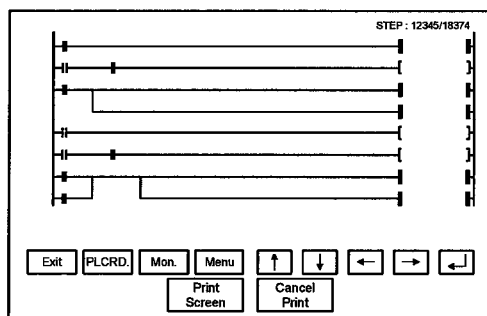 STEP : 12345/18374
Exit PLCRD. Mon. Menu ↑ ↓ ← → ↵
Print Screen Cancel Print